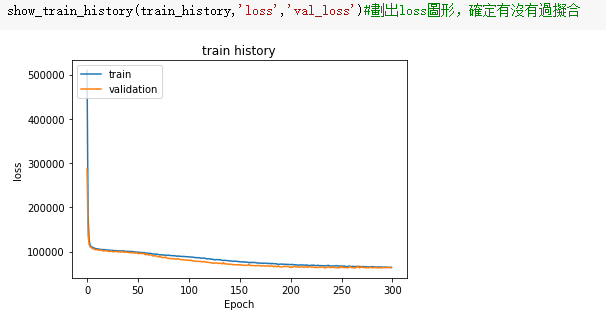 show_train_history(train_history,'loss','val_loss')#劃出loss圖形，確定有沒有過擬合
train history
train
validation
500000
400000
300000
200000
100000
loss
0 50 100 150 200 250 300
Epoch